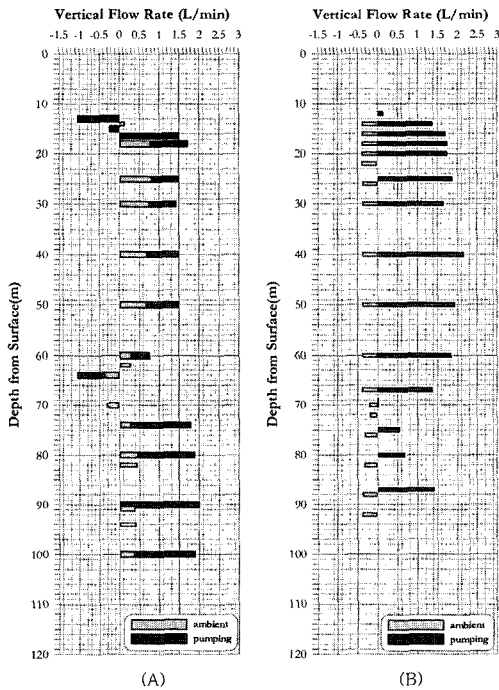 Vertical Flow Rate (L/min)
-1.5 -1 -0.5 0 0.5 1 1.5 2 2.5 3
0
10
20
30
40
50
60
70
80
90
100
110
120
Depth from Surface(m)
ambient
pumping
(A)
Vertical Flow Rate (L/min)
-1.5 -1 -0.5 0 0.5 1 1.5 2 2.5 3
0
10
20
30
40
50
60
70
80
90
100
110
120
Depth from Surface(m)
ambient
pumping
(B)